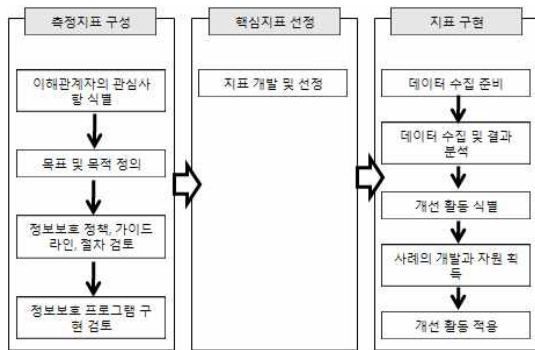 측정지표 구성
이해관계자의 관심사
항 식별
목표 및 목적 정의
정보보호 정책, 가이드
라인, 절차 검토
정보보호 프로그램 구
현 검토
핵심지표 선정
지표 개발 및 선정
지표 구현
데이터 수집 준비
데이터 수집 및 결과
분석
개선 활동 식별
사례의 개발과 자원 획
득
개선 활동 적용